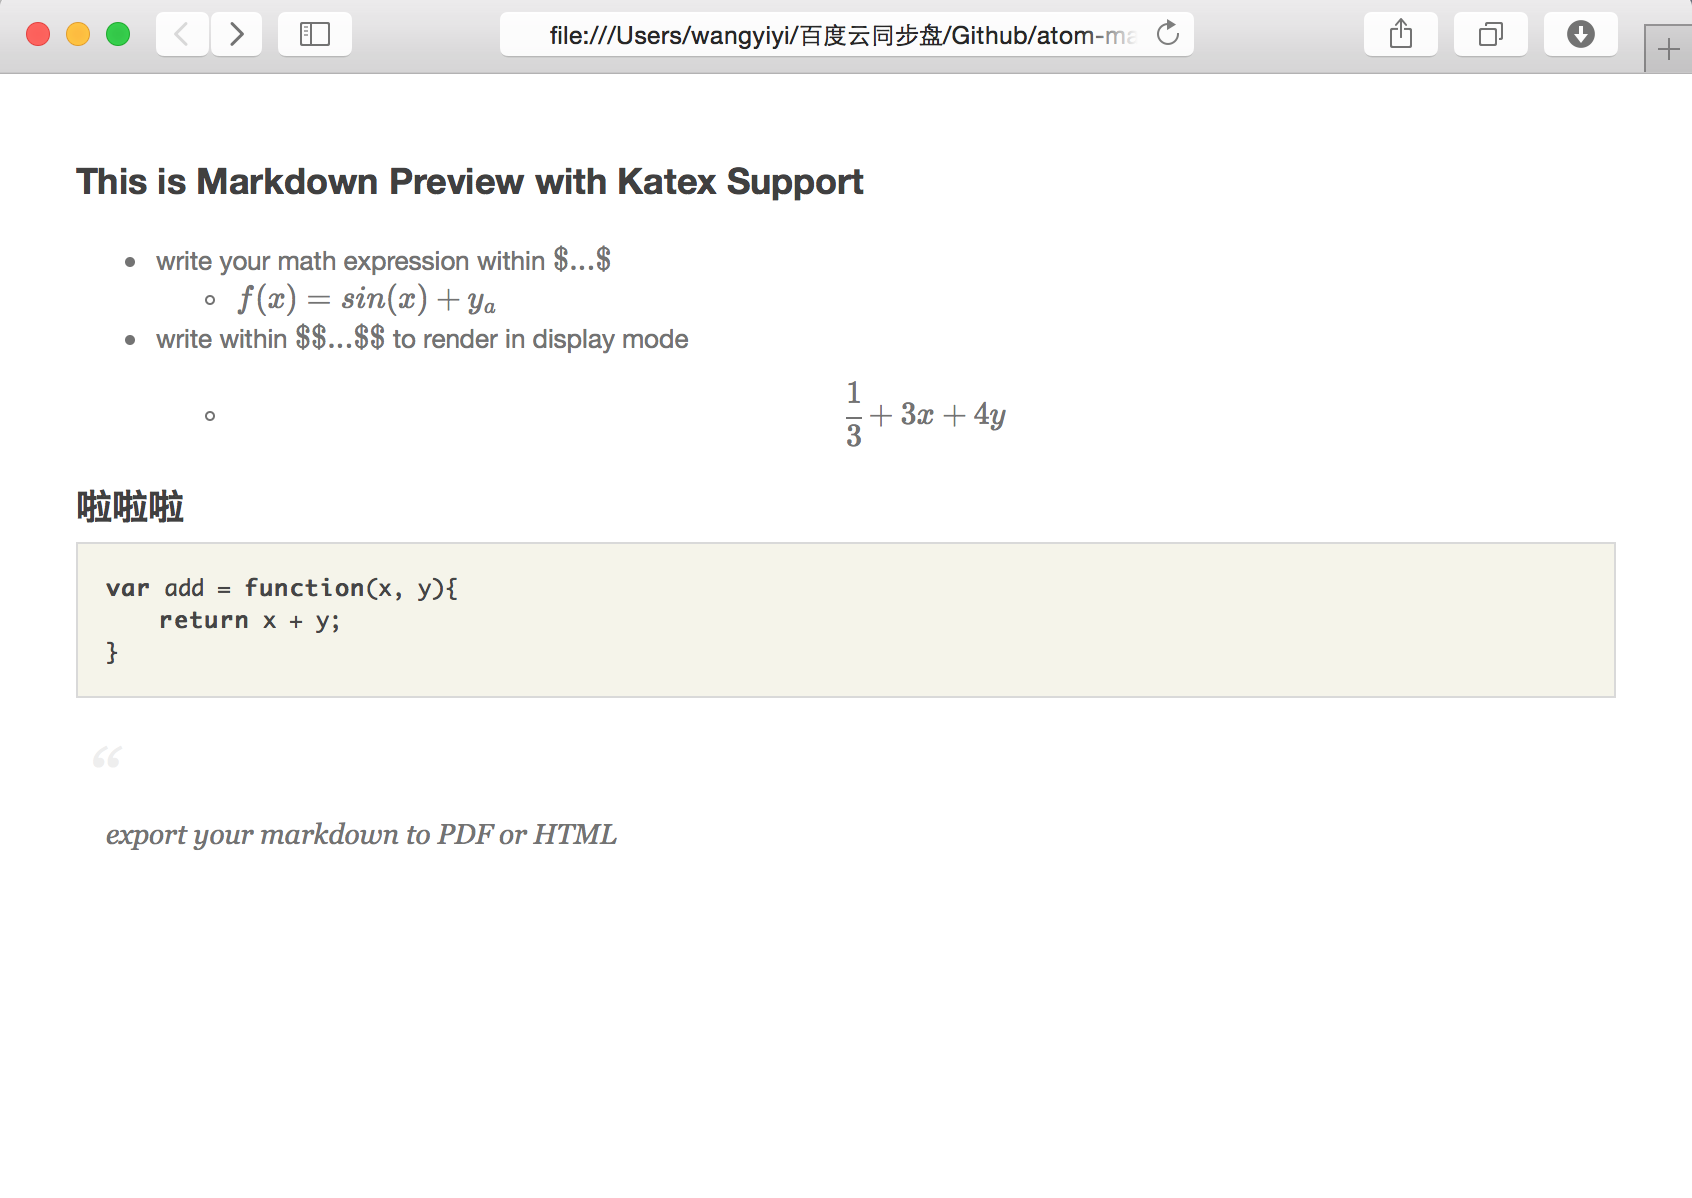 file:///Users/wangyiyi/百度云同步盘/Github/atom-ma
This is Markdown Preview with Katex Support
write your math expression within $...$
f(x) = sin(x) + yₐ
write within $$...$$ to render in display mode
1/3 + 3x + 4y
啦啦啦
var add = function(x, y){
    return x + y;
}
“
export your markdown to PDF or HTML